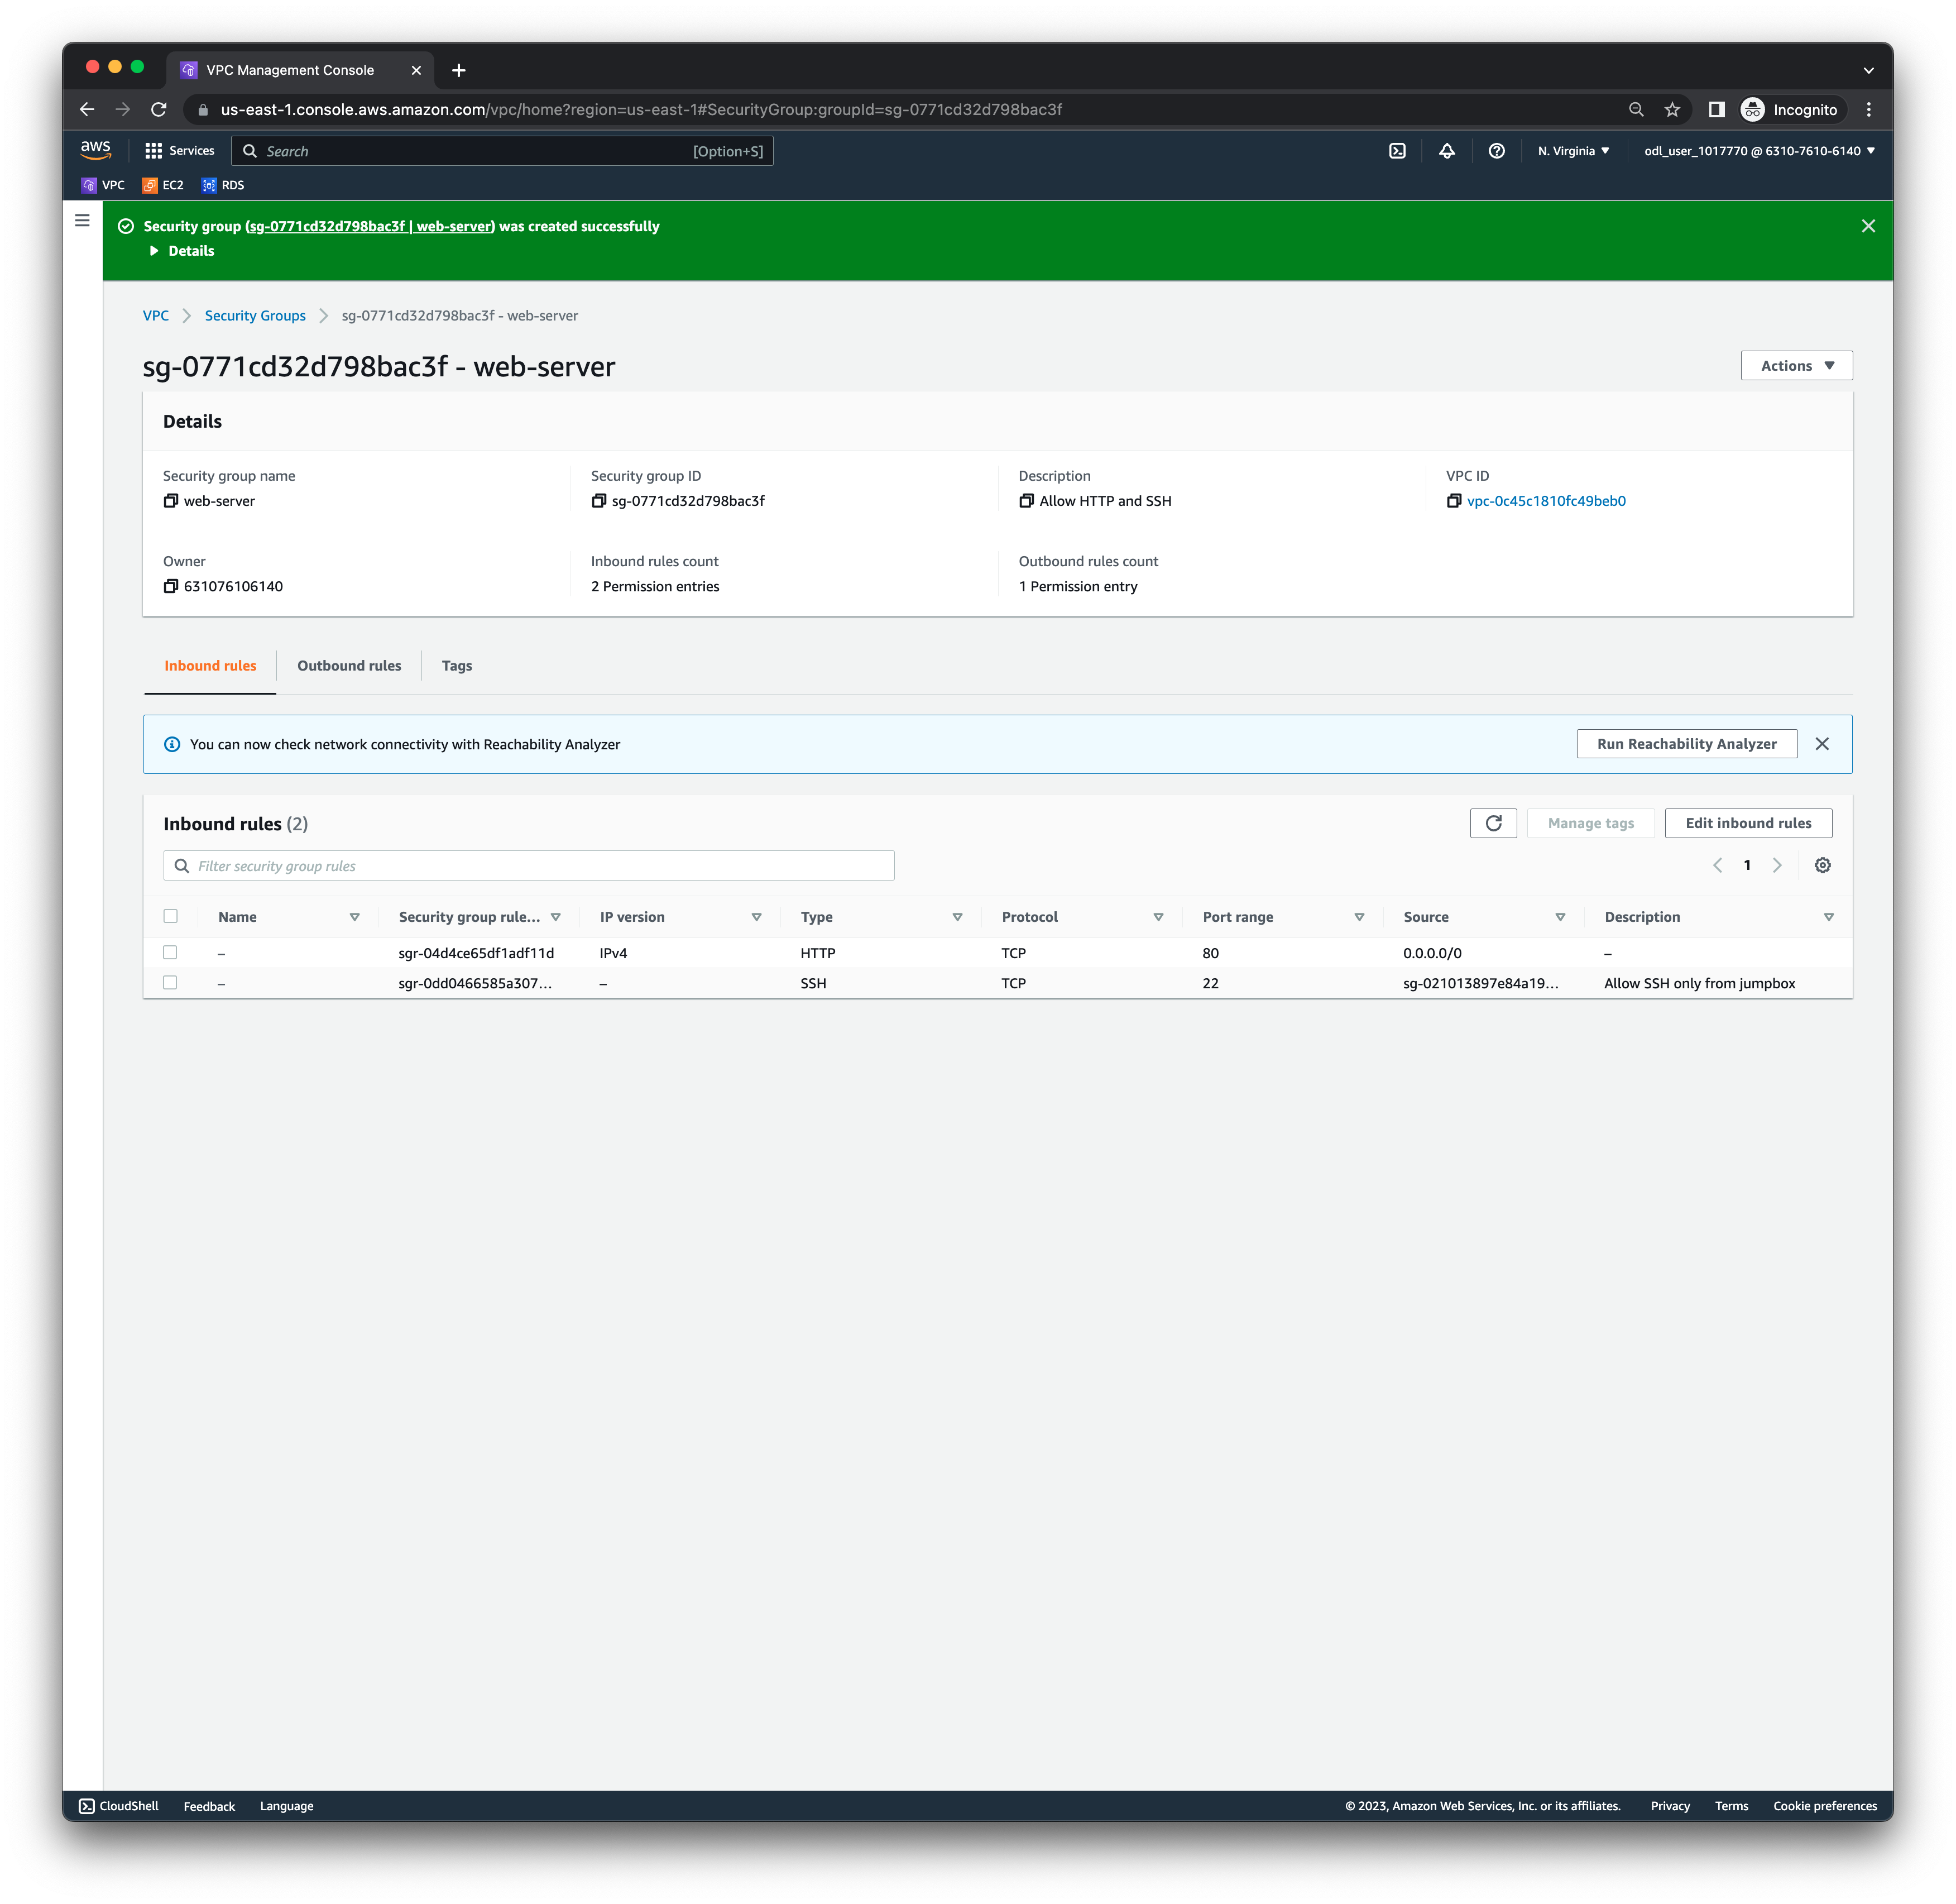 VPC Management Console
us-east-1.console.aws.amazon.com/vpc/home?region=us-east-1#SecurityGroup:groupId=sg-0771cd32d798bac3f
Incognito
aws Services Search [Option+S] N. Virginia odl_user_1017770 @ 6310-7610-6140
VPC EC2 RDS
Security group (sg-0771cd32d798bac3f | web-server) was created successfully
Details
VPC Security Groups sg-0771cd32d798bac3f - web-server
sg-0771cd32d798bac3f - web-server
Actions
Details
Security group name Security group ID Description VPC ID
web-server sg-0771cd32d798bac3f Allow HTTP and SSH vpc-0c45c1810fc49beb0
Owner Inbound rules count Outbound rules count
631076106140 2 Permission entries 1 Permission entry
Inbound rules Outbound rules Tags
You can now check network connectivity with Reachability Analyzer Run Reachability Analyzer
Inbound rules (2) Manage tags Edit inbound rules
Filter security group rules 1
Name Security group rule... IP version Type Protocol Port range Source Description
– sgr-04d4ce65df1adf11d IPv4 HTTP TCP 80 0.0.0.0/0 –
– sgr-0dd0466585a307... – SSH TCP 22 sg-021013897e84a19... Allow SSH only from jumpbox
CloudShell Feedback Language © 2023, Amazon Web Services, Inc. or its affiliates. Privacy Terms Cookie preferences